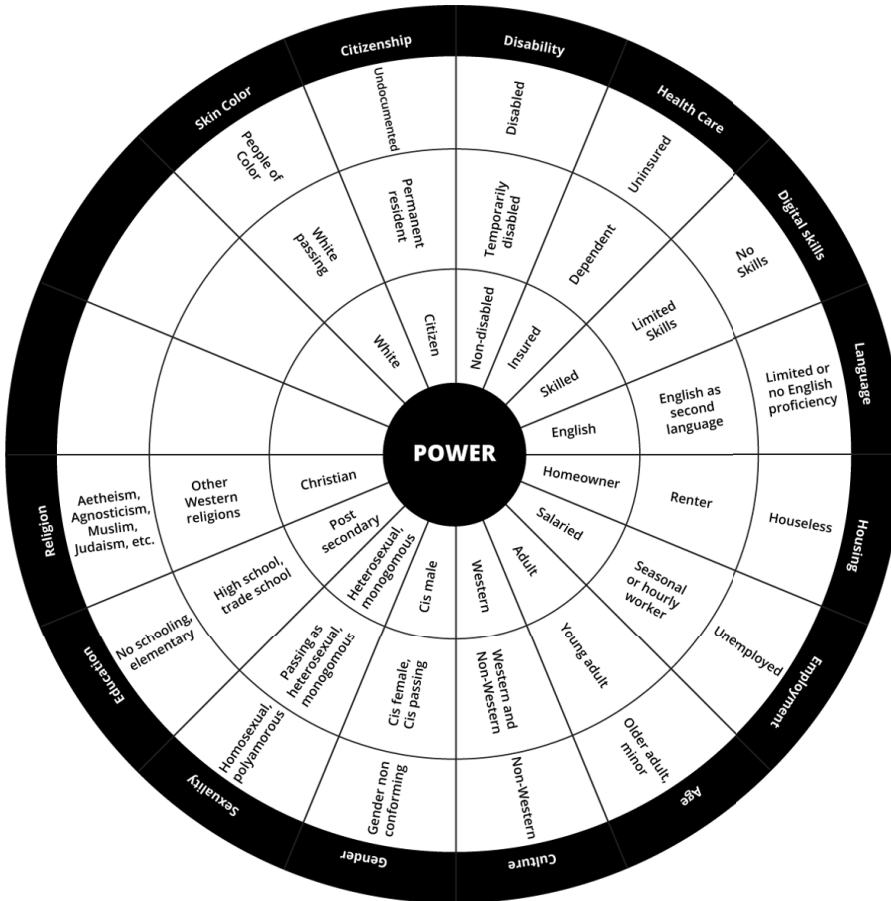 Citizenship
Undocumented
Permanent
resident
Citizen
Disability
Disabled
Temporarily
disabled
Non-disabled
Health Care
Uninsured
Dependent
Insured
Digital skills
No
Skills
Limited
Skills
Skilled
Language
Limited or
no English
proficiency
English as
second
language
English
Housing
Houseless
Renter
Homeowner
Employment
Unemployed
Seasonal
or hourly
worker
Salaried
Age
Older adult,
minor
Young adult
Adult
Culture
Non-Western
Western and
Non-Western
Western
Gender
Gender non
conforming
Cis female,
Cis passing
Cis male
Sexuality
Homosexual,
polyamorous
Passing as
heterosexual,
monogomous
Heterosexual,
monogomous
Education
No schooling,
elementary
High school,
trade school
Post
secondary
Religion
Aetheism,
Agnosticism,
Muslim,
Judaism, etc.
Other
Western
religions
Christian
Skin Color
People of
Color
White
passing
White
POWER